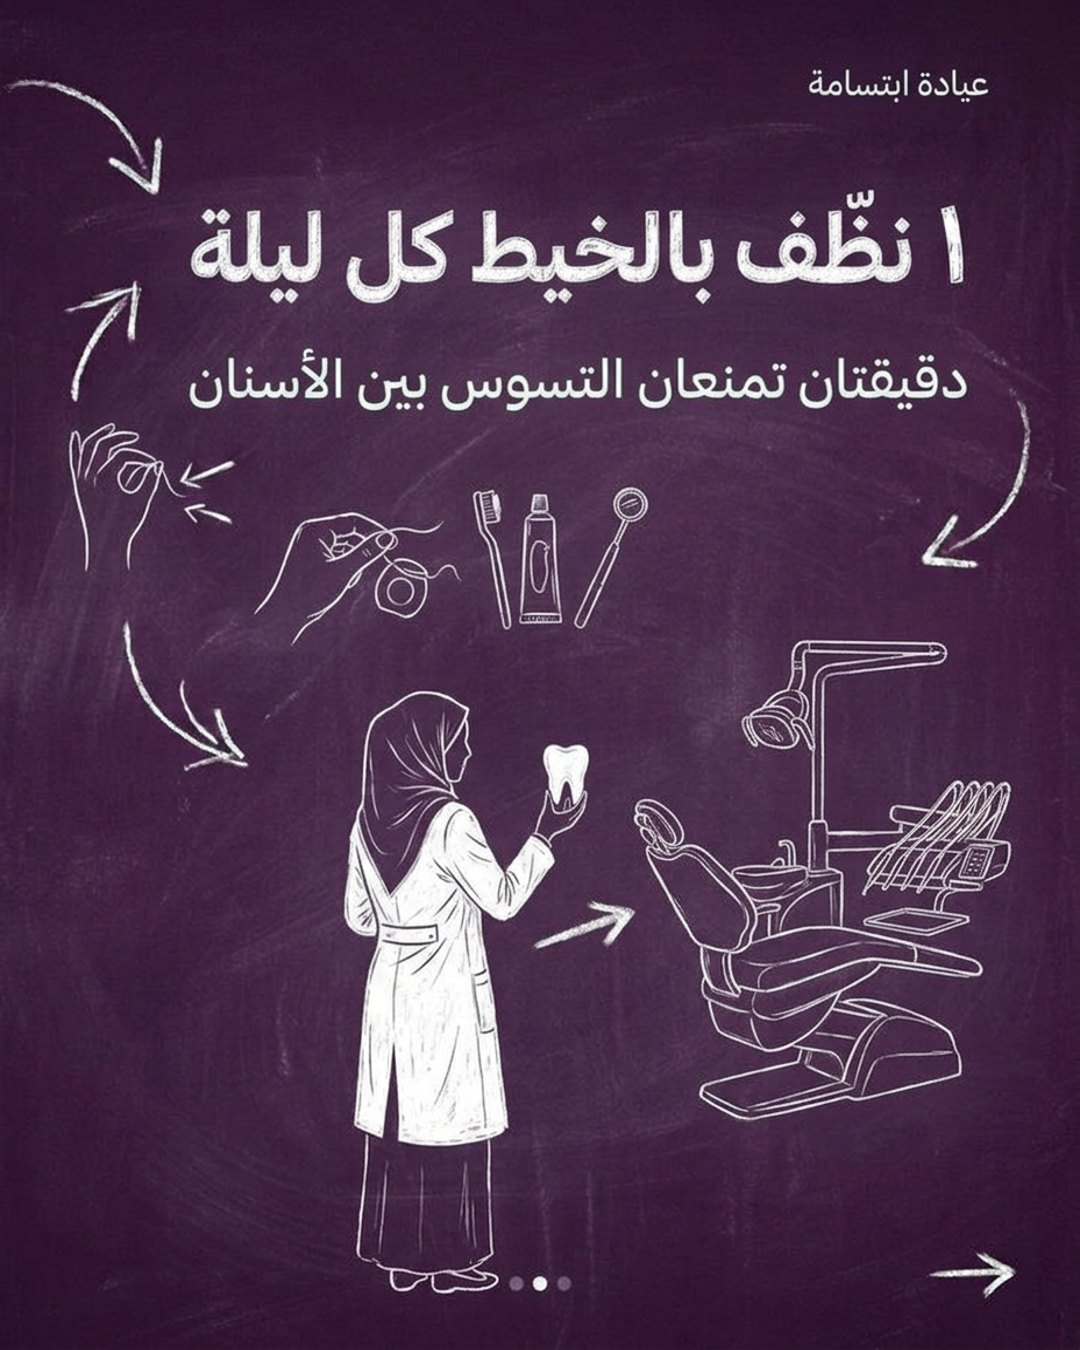 عيادة ابتسامة
١ نظّف بالخيط كل ليلة
دقيقتان تمنعان التسوس بين الأسنان